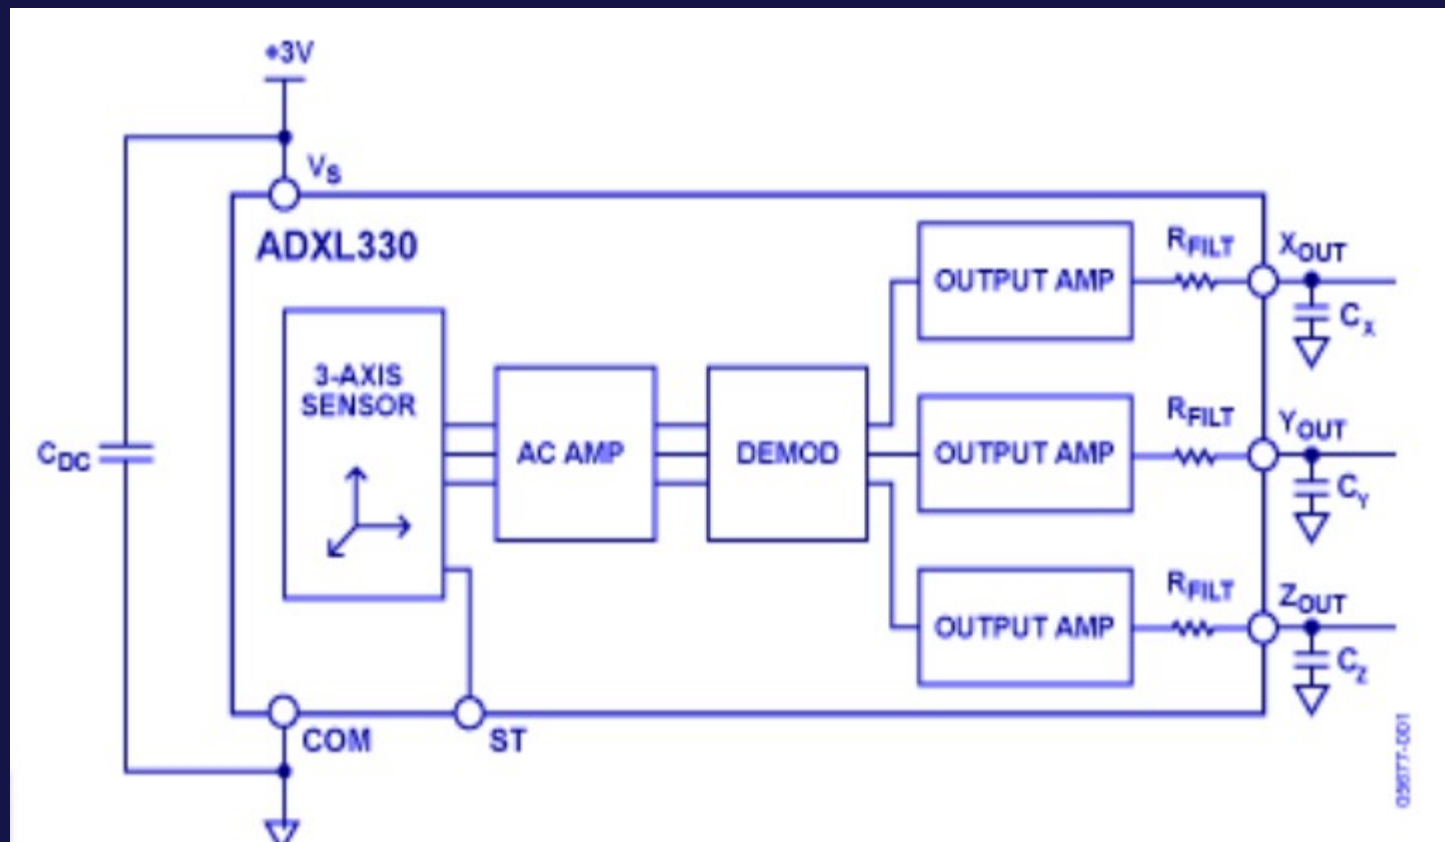 +3V
VS
ADXL330
3-AXIS
SENSOR
AC AMP
DEMOD
OUTPUT AMP
RFILT
XOUT
CX
OUTPUT AMP
RFILT
YOUT
CY
OUTPUT AMP
RFILT
ZOUT
CZ
CDC
COM
ST